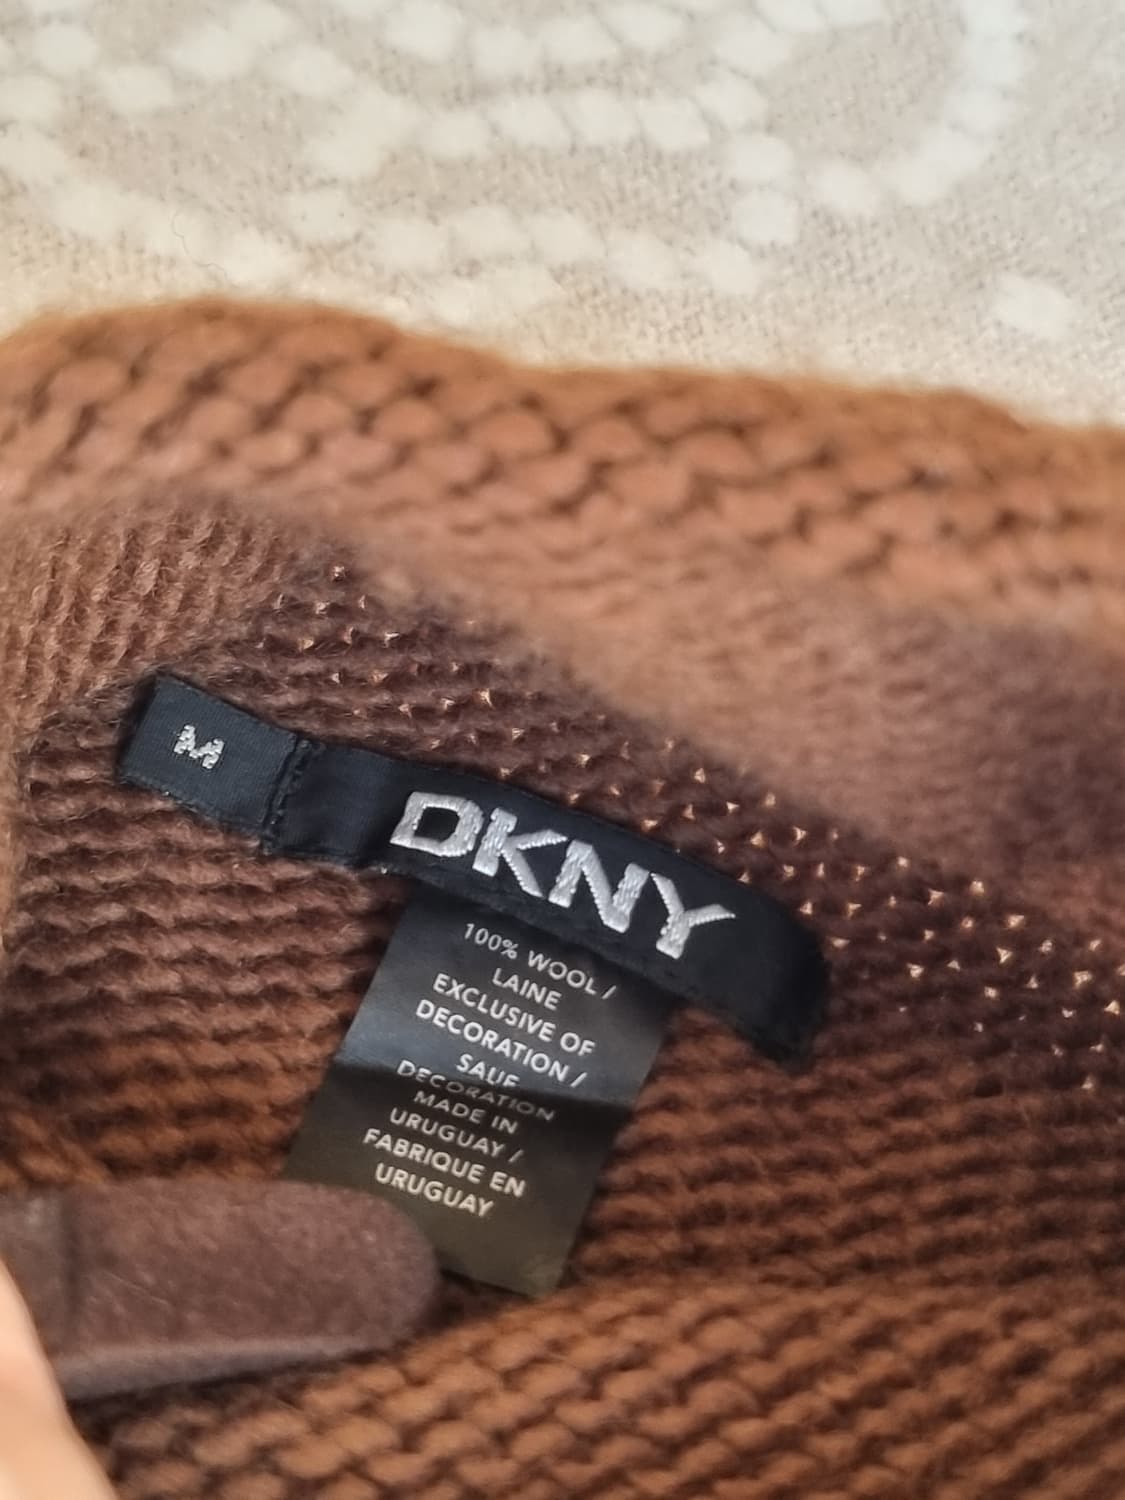 M
DKNY
100% WOOL /
LAINE
EXCLUSIVE OF
DECORATION /
SAUF
DECORATION
MADE IN
URUGUAY /
FABRIQUE EN
URUGUAY